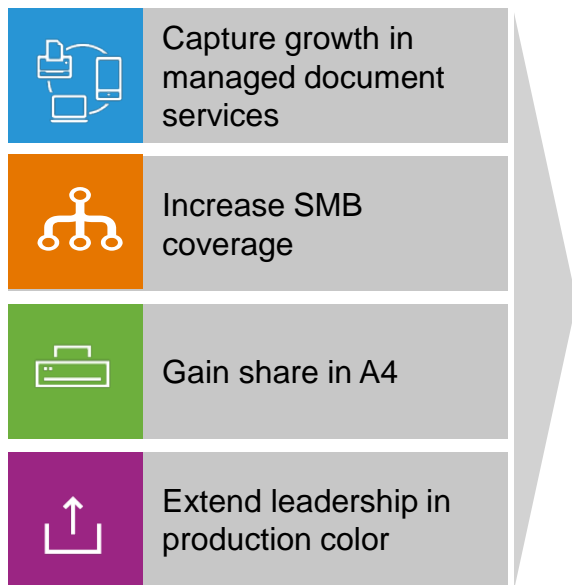 Capture growth in
managed document
services
Increase SMB
coverage
Gain share in A4
Extend leadership in
production color